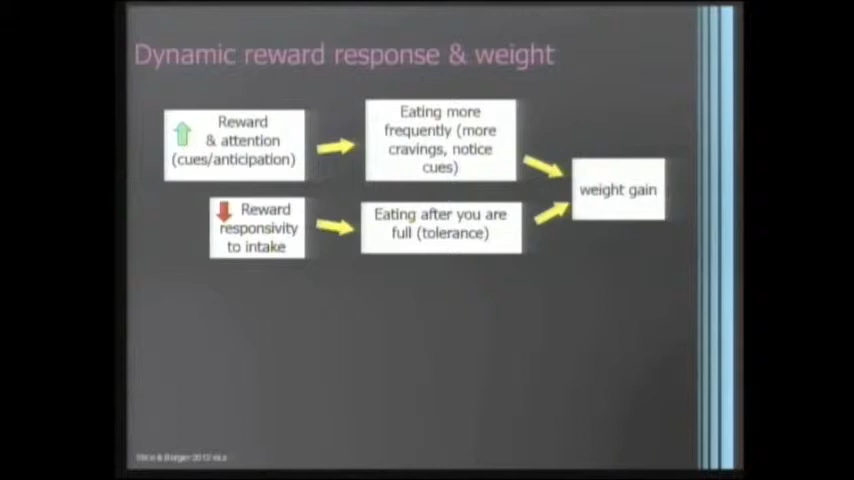 Dynamic reward response & weight
Reward
& attention
(cues/anticipation)
Eating more
frequently (more
cravings, notice
cues)
weight gain
Reward
responsivity
to intake
Eating after you are
full (tolerance)